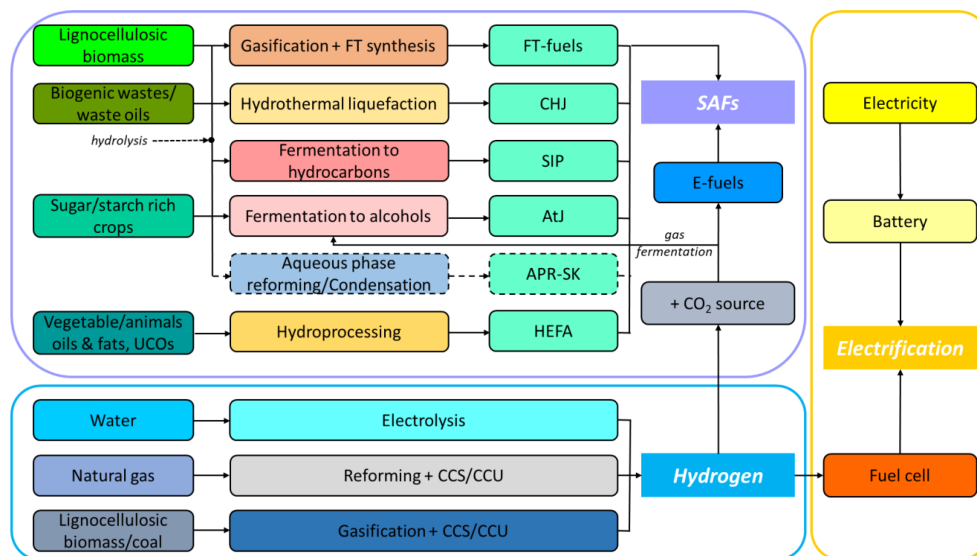 Lignocellulosic
biomass
Gasification + FT synthesis
FT-fuels
Biogenic wastes/
waste oils
Hydrothermal liquefaction
CHJ
SAFs
Electricity
hydrolysis
Fermentation to
hydrocarbons
SIP
E-fuels
Sugar/starch rich
crops
Fermentation to alcohols
AtJ
Battery
gas
fermentation
Aqueous phase
reforming/Condensation
APR-SK
+ CO₂ source
Vegetable/animals
oils & fats, UCOs
Hydroprocessing
HEFA
Electrification
Water
Electrolysis
Natural gas
Reforming + CCS/CCU
Hydrogen
Fuel cell
Lignocellulosic
biomass/coal
Gasification + CCS/CCU